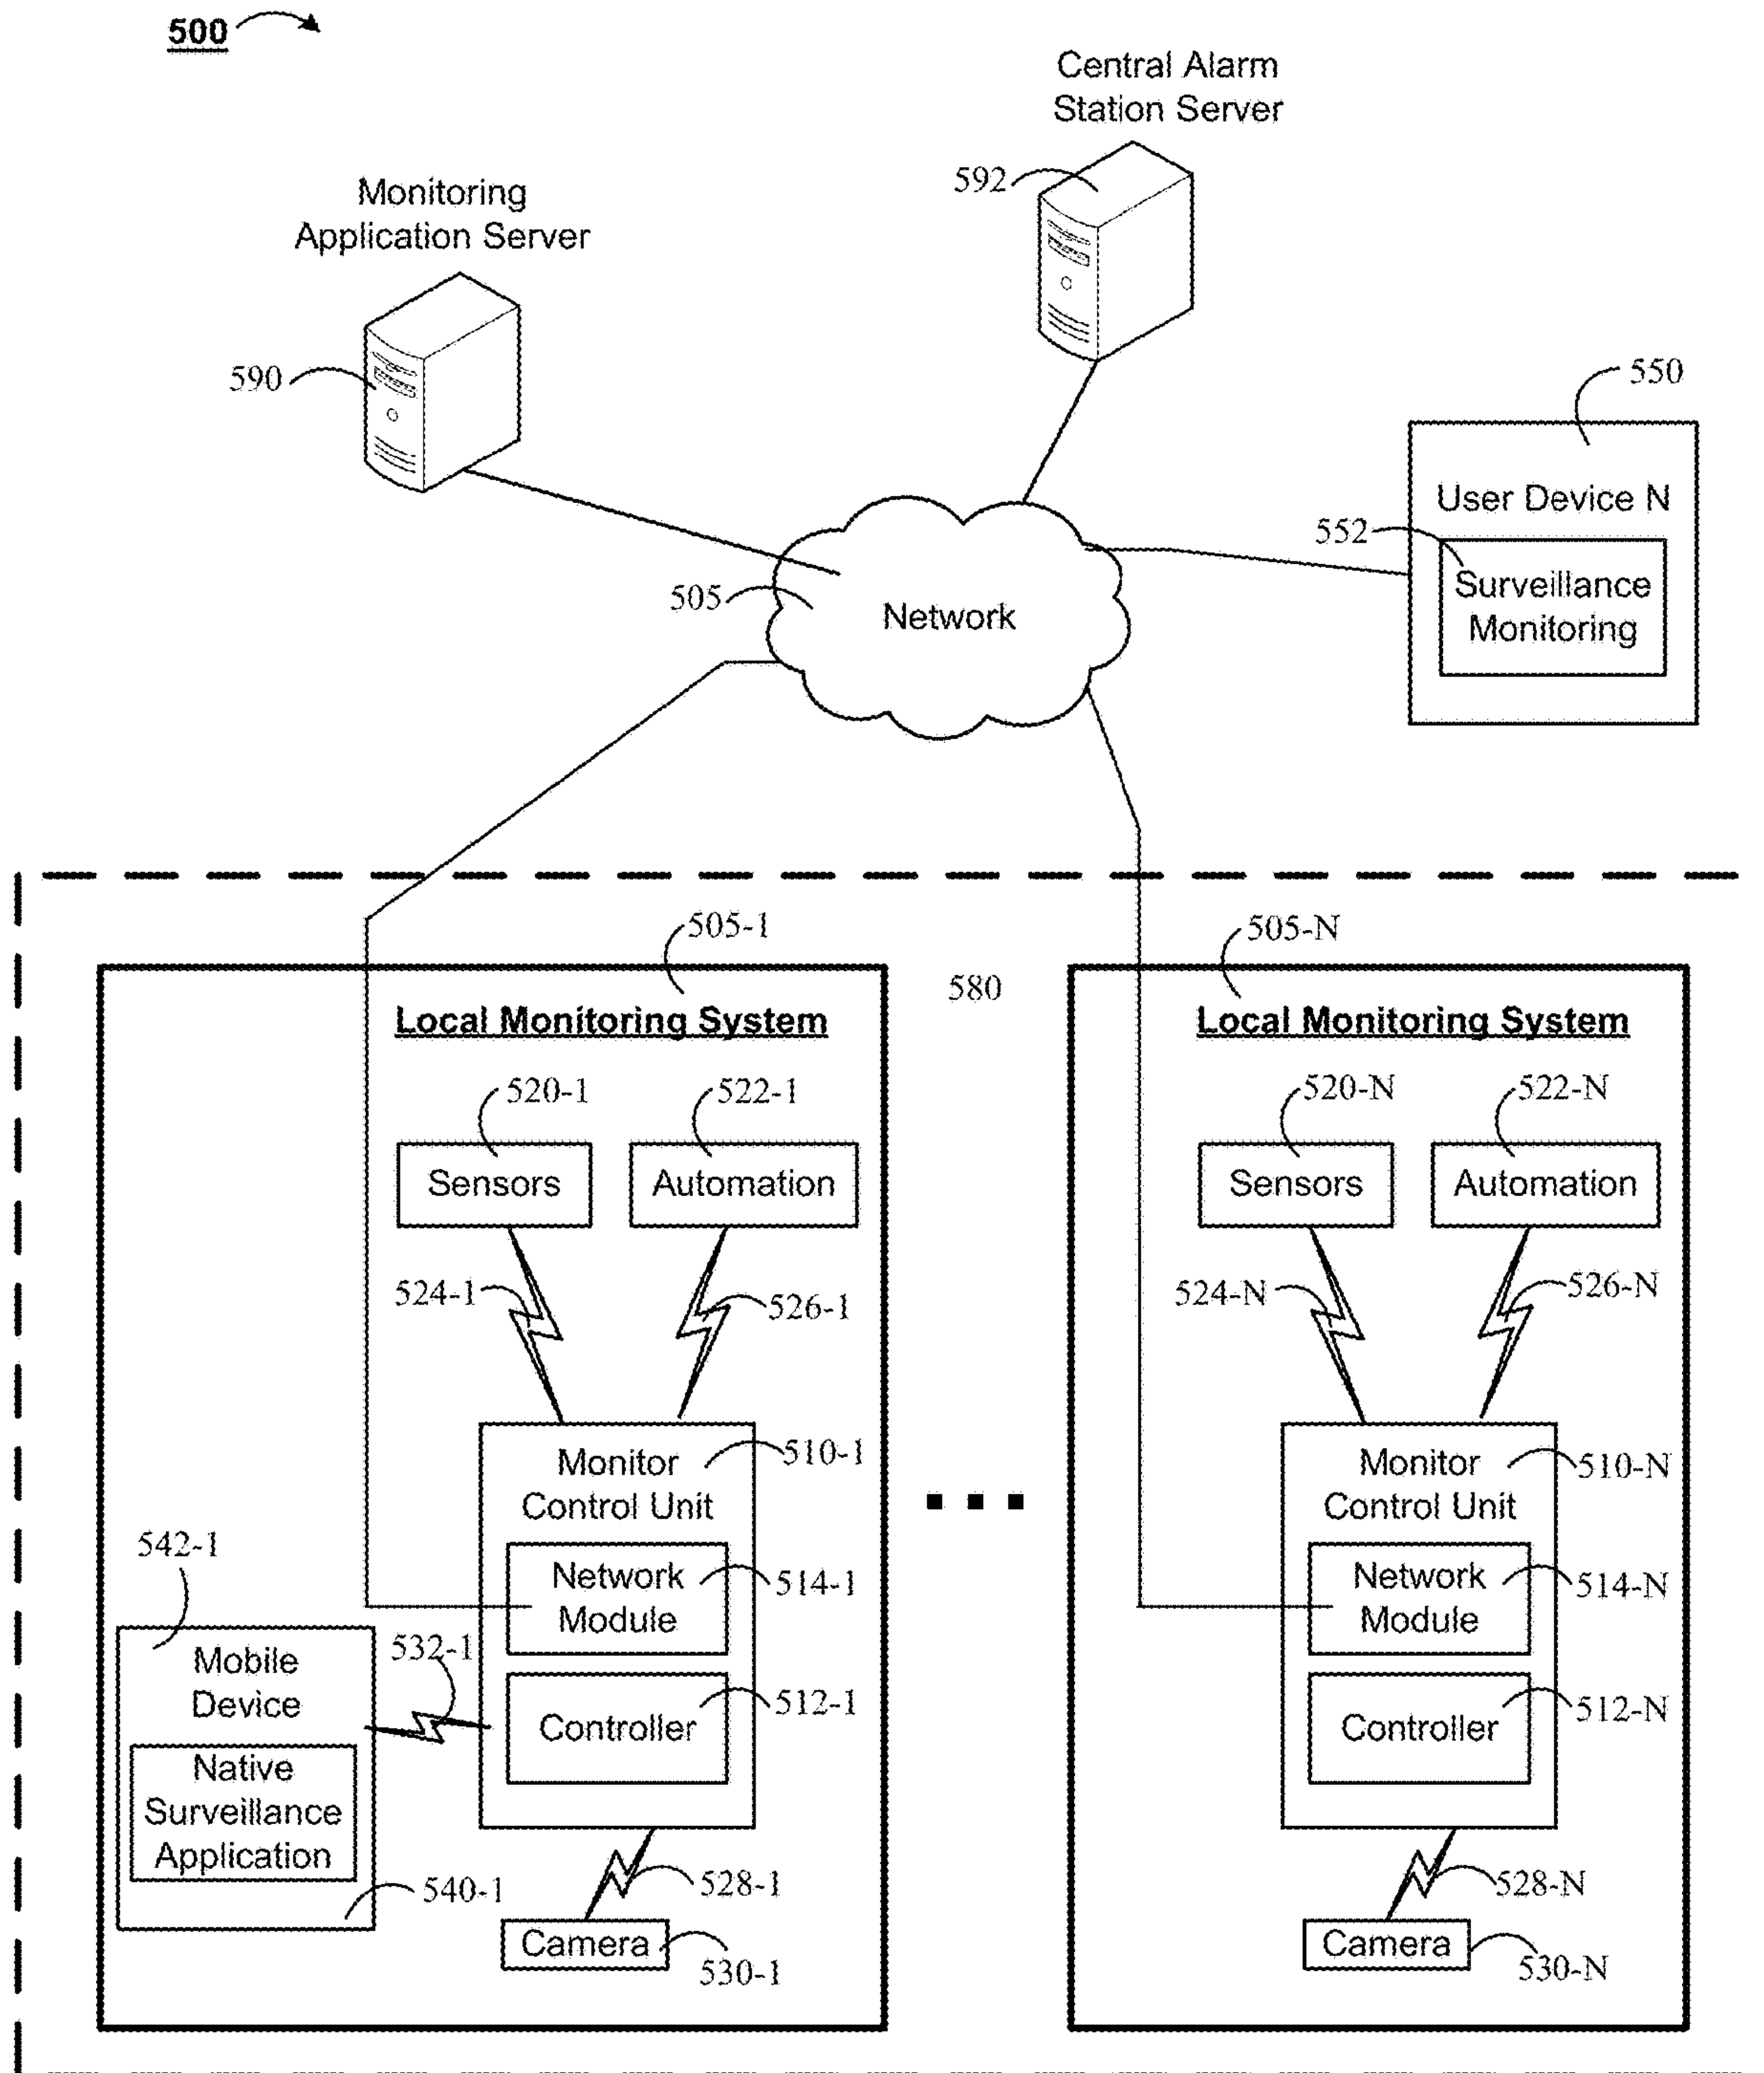 500
Central Alarm
Station Server
592
Monitoring
Application Server
590
550
User Device N
552
Surveillance
Monitoring
505
Network
505-1
505-N
580
Local Monitoring System
Local Monitoring System
520-1
522-1
520-N
522-N
Sensors
Automation
Sensors
Automation
524-1
526-1
524-N
526-N
Monitor
Control Unit
510-1
Monitor
Control Unit
510-N
542-1
Network
Module
514-1
Network
Module
514-N
532-1
Mobile
Device
Controller
512-1
Controller
512-N
Native
Surveillance
Application
540-1
528-1
528-N
Camera
530-1
Camera
530-N